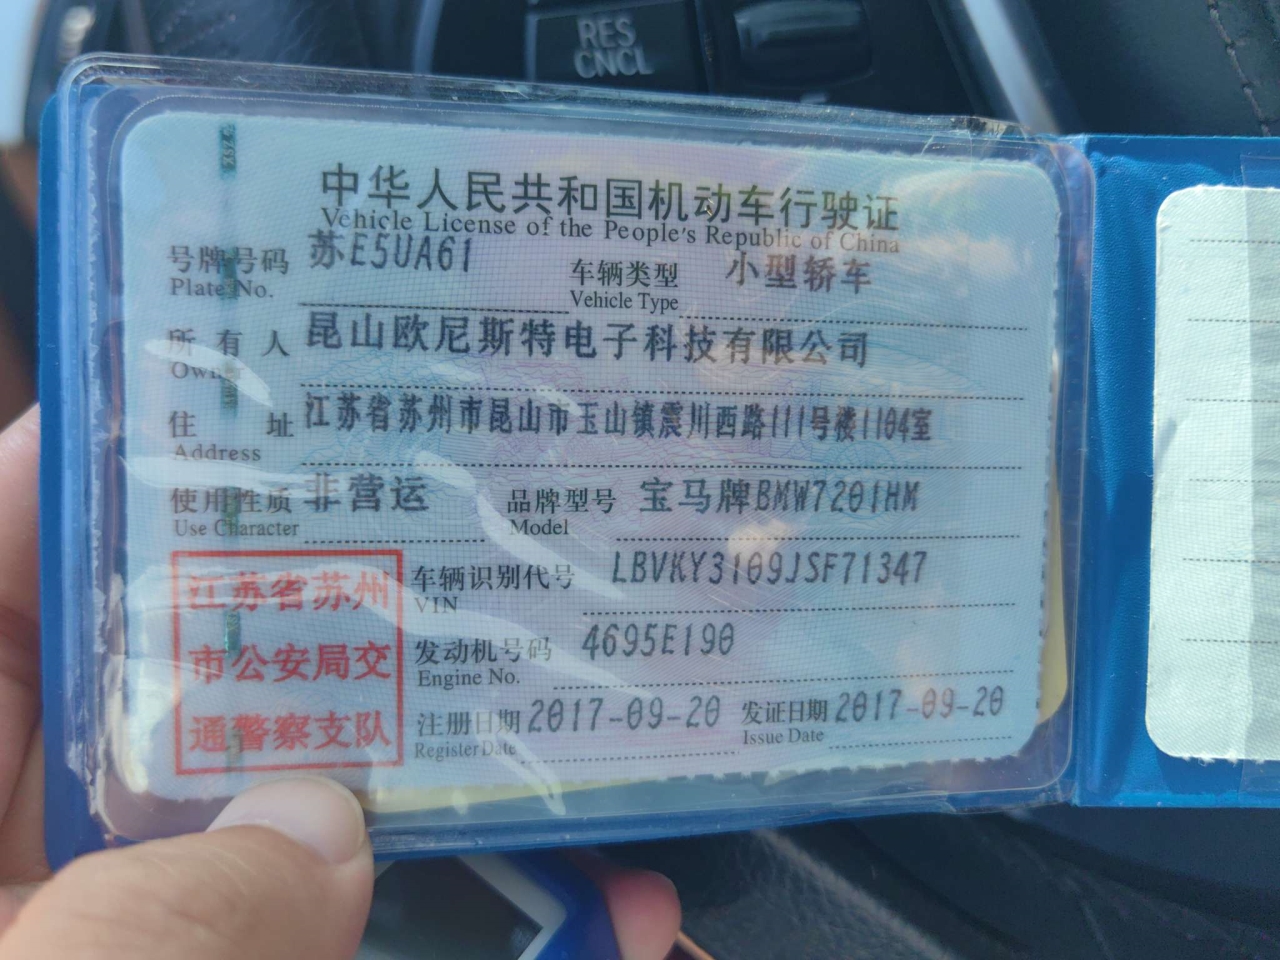 RES
CNCL
中华人民共和国机动车行驶证
Vehicle License of the People's Republic of China
号牌号码 苏E5UA61 车辆类型 小型轿车
Plate No. Vehicle Type
所有人 昆山欧尼斯特电子科技有限公司
Owner
住址 江苏省苏州市昆山市玉山镇震川西路111号楼1104室
Address
使用性质 非营运 品牌型号 宝马牌BMW7201HM
Use Character Model
江苏省苏州
市公安局交
通警察支队
车辆识别代号 LBVKY3109JSF71347
VIN
发动机号码 4695E190
Engine No.
注册日期 2017-09-20 发证日期 2017-09-20
Register Date Issue Date